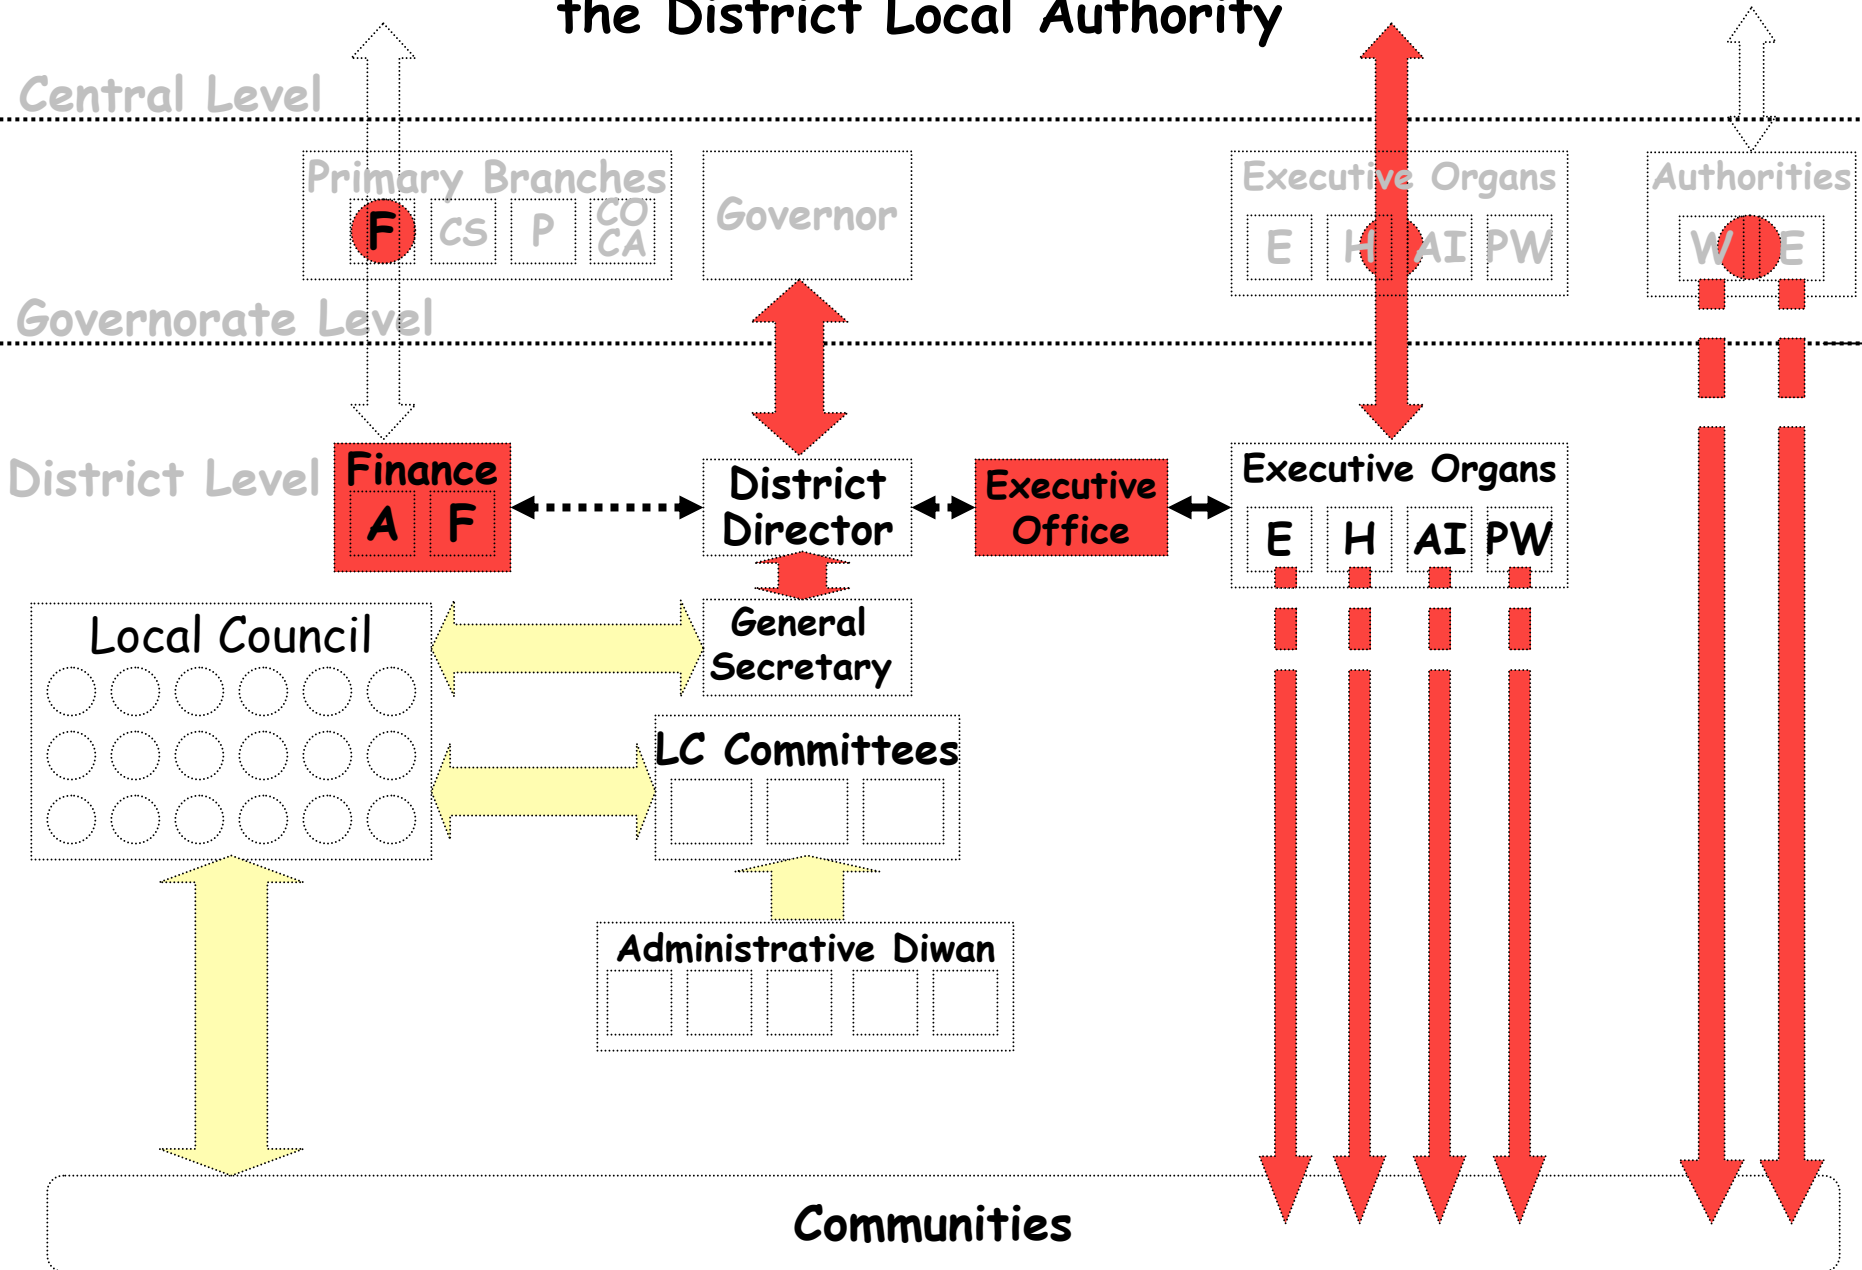 the District Local Authority
Central Level
Primary Branches
F
CS
P
CO
CA
Governor
Executive Organs
E
H
AI
PW
Authorities
W
E
Governorate Level
District Level
Finance
A
F
District
Director
Executive
Office
Executive Organs
E
H
AI
PW
Local Council
General
Secretary
LC Committees
Administrative Diwan
Communities